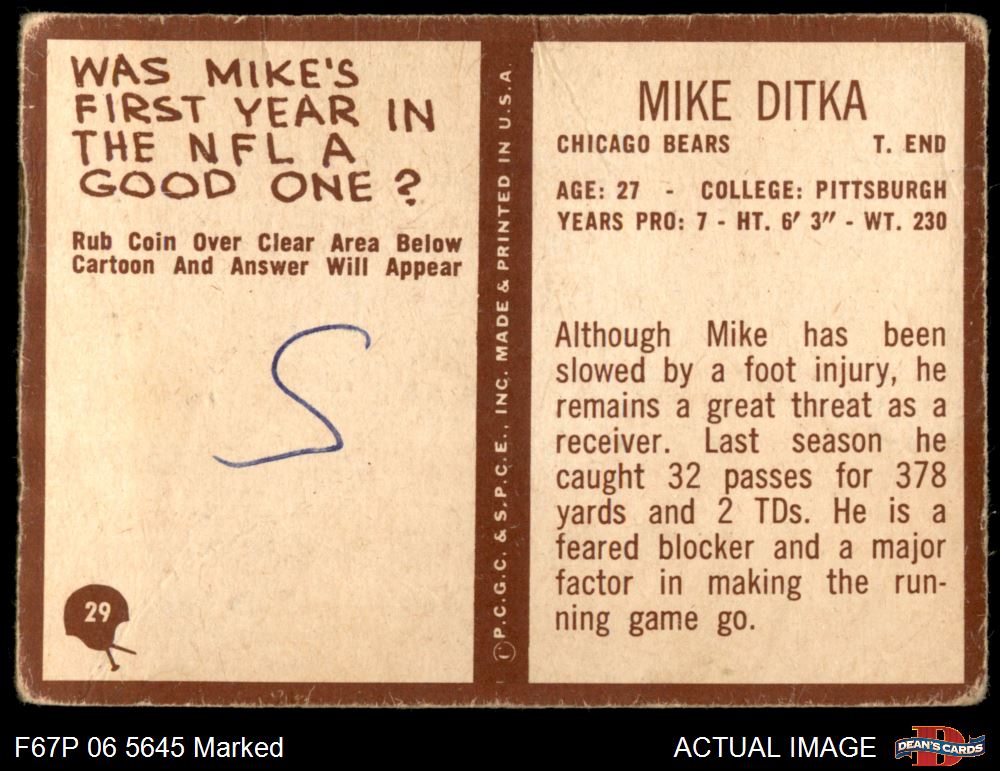 WAS MIKE'S
FIRST YEAR IN
THE NFL A
GOOD ONE?
Rub Coin Over Clear Area Below
Cartoon And Answer Will Appear
S
29
©P.C.G.C. & S.P.C.E., INC. MADE & PRINTED IN U.S.A.
MIKE DITKA
CHICAGO BEARS T. END
AGE: 27 - COLLEGE: PITTSBURGH
YEARS PRO: 7 - HT. 6' 3" - WT. 230
Although Mike has been
slowed by a foot injury, he
remains a great threat as a
receiver. Last season he
caught 32 passes for 378
yards and 2 TDs. He is a
feared blocker and a major
factor in making the run-
ning game go.
F67P 06 5645 Marked
ACTUAL IMAGE
D
DEAN'S CARDS